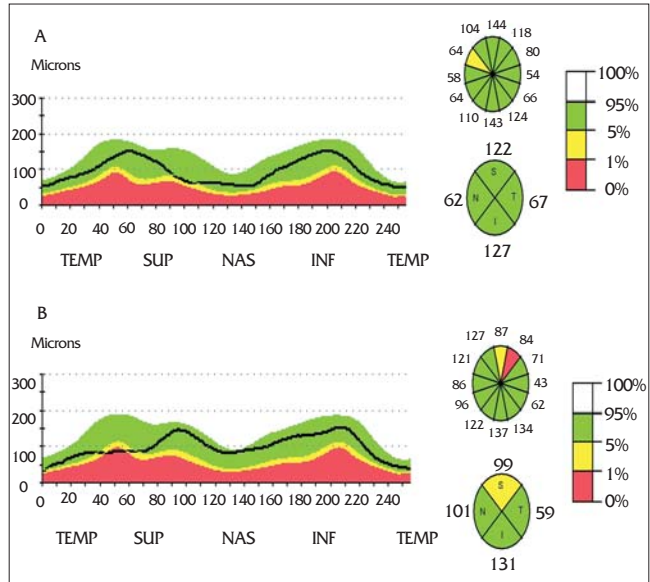 A
Microns
300
200
100
0
0 20 40 60 80 100 120 140 160 180 200 220 240
TEMP SUP NAS INF TEMP
104 144 118
64 80
58 54
64 66
110 143 124
122
S
62 N T 67
I
127
100%
95%
5%
1%
0%
B
Microns
300
200
100
0
0 20 40 60 80 100 120 140 160 180 200 220 240
TEMP SUP NAS INF TEMP
127 87 84
121 71
86 43
96 62
122 137 134
99
S
101 N T 59
I
131
100%
95%
5%
1%
0%